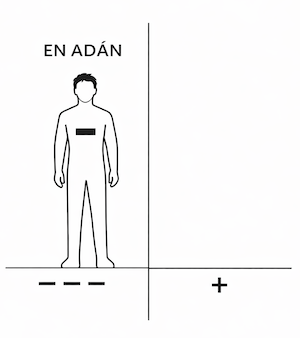 EN ADÁN
— — — +